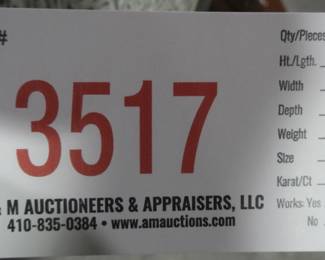 #
3517
& M AUCTIONEERS & APPRAISERS, LLC
410-835-0384 • www.amauctions.com
Qty/Pieces
Ht./Lgth.
Width
Depth
Weight
Size
Karat/Ct
Works: Yes
No